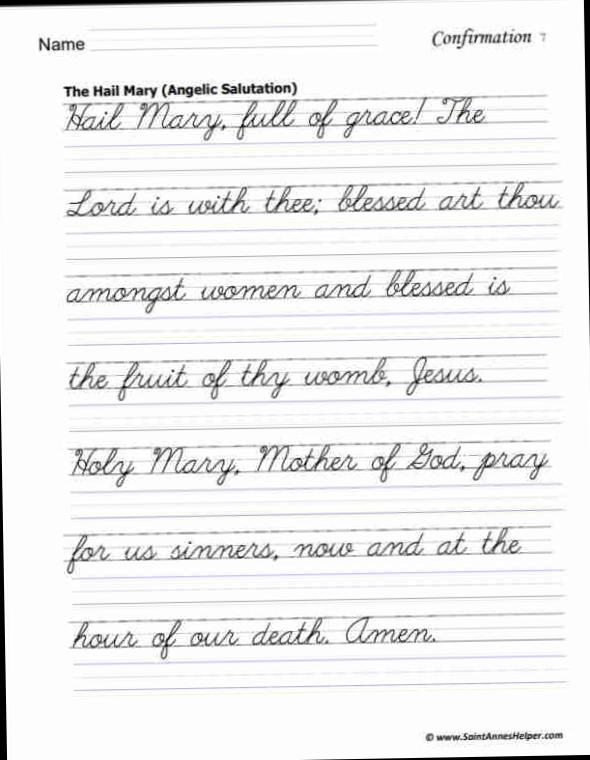 Name
Confirmation 7
The Hail Mary (Angelic Salutation)
Hail Mary, full of grace! The
Lord is with thee; blessed art thou
amongst women and blessed is
the fruit of thy womb, Jesus.
Holy Mary, Mother of God, pray
for us sinners, now and at the
hour of our death. Amen.
© www.SaintAnnesHelper.com